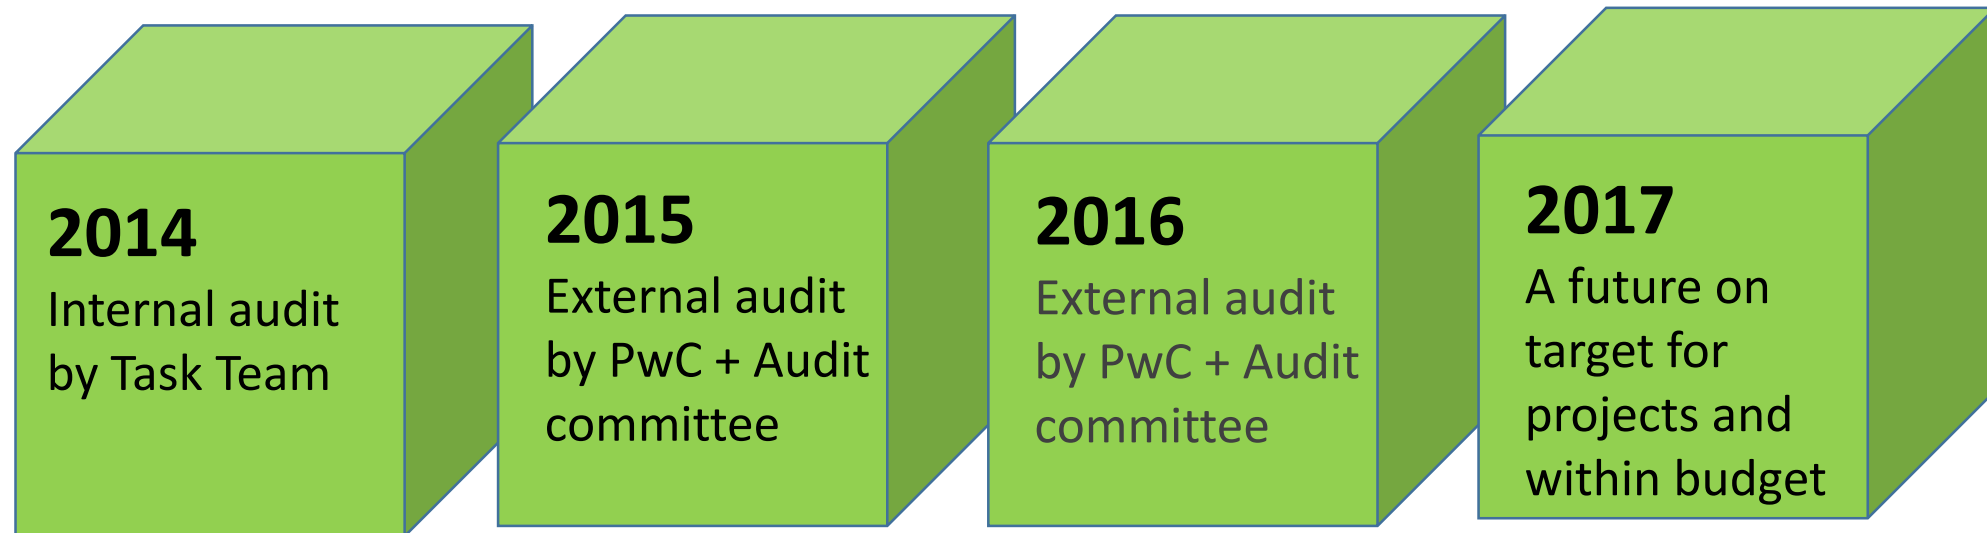 2014
Internal audit
by Task Team
2015
External audit
by PwC + Audit
committee
2016
External audit
by PwC + Audit
committee
2017
A future on
target for
projects and
within budget